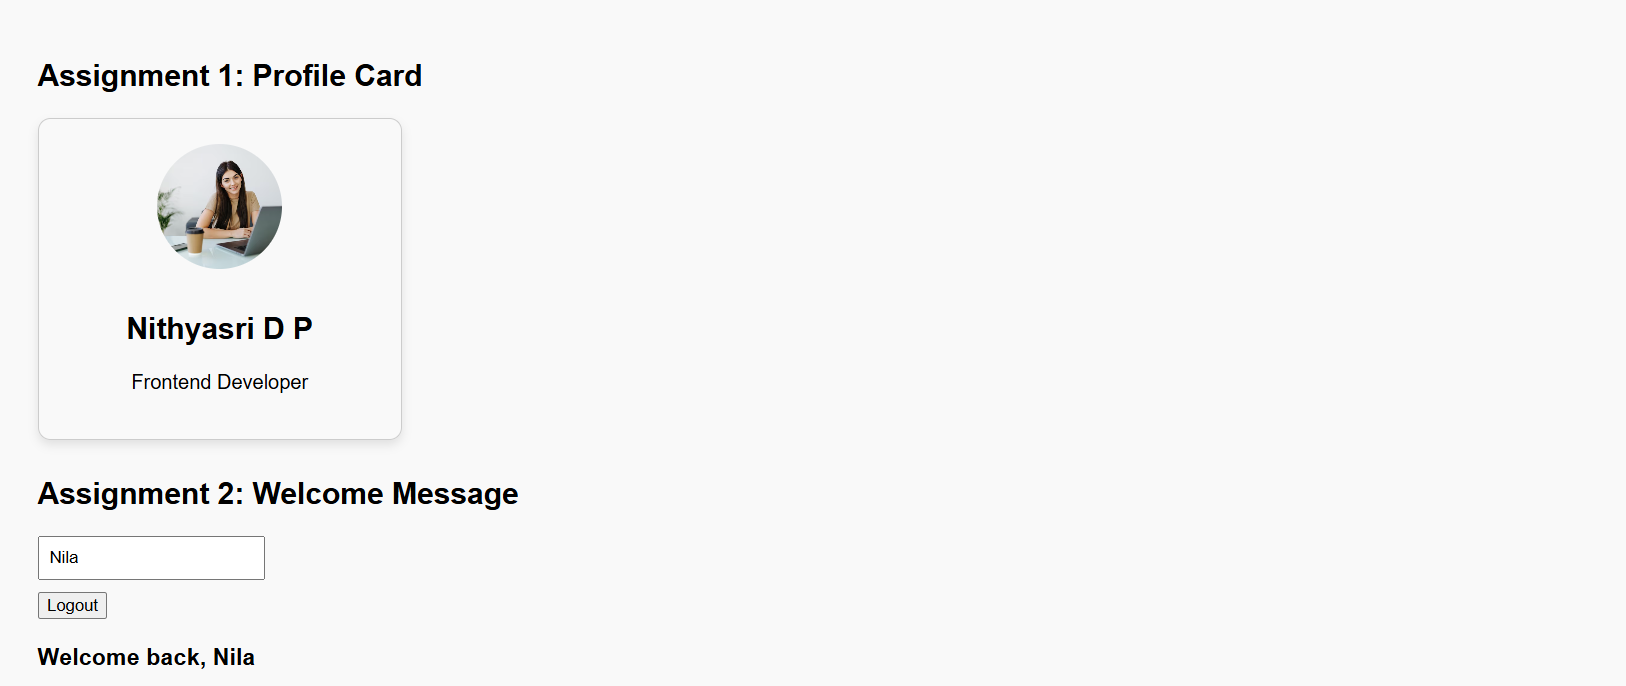 Assignment 1: Profile Card
Nithyasri D P
Frontend Developer
Assignment 2: Welcome Message
Nila
Logout
Welcome back, Nila